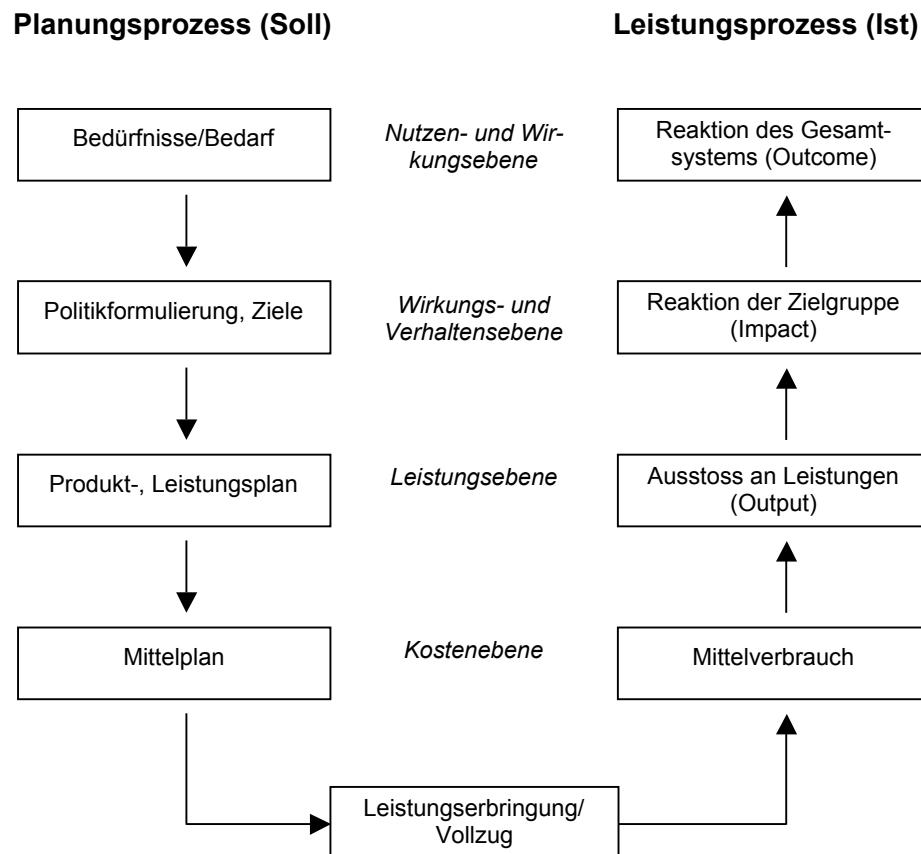 Planungsprozess (Soll)
Leistungsprozess (Ist)
Bedürfnisse/Bedarf
Nutzen- und Wir-
kungsebene
Reaktion des Gesamt-
systems (Outcome)
Politikformulierung, Ziele
Wirkungs- und
Verhaltensebene
Reaktion der Zielgruppe
(Impact)
Produkt-, Leistungsplan
Leistungsebene
Ausstoss an Leistungen
(Output)
Mittelplan
Kostenebene
Mittelverbrauch
Leistungserbringung/
Vollzug